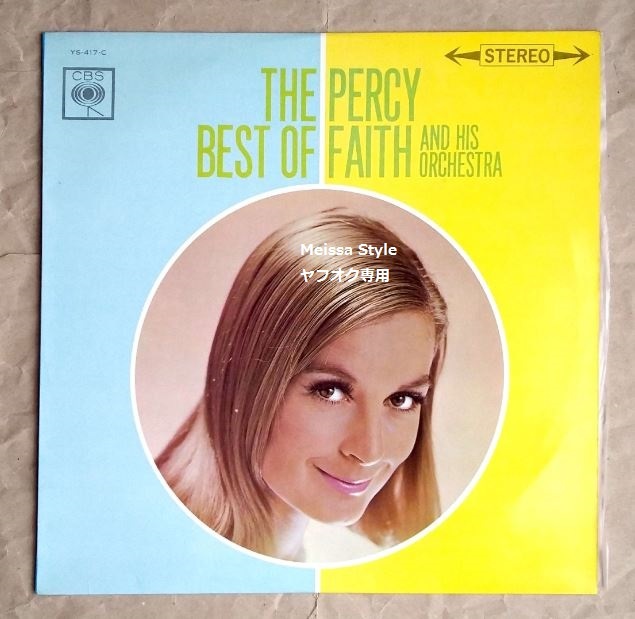 YS-417-C
CBS
STEREO
THE PERCY
BEST OF FAITH AND HIS
ORCHESTRA
Meissa Style
ヤフオク専用